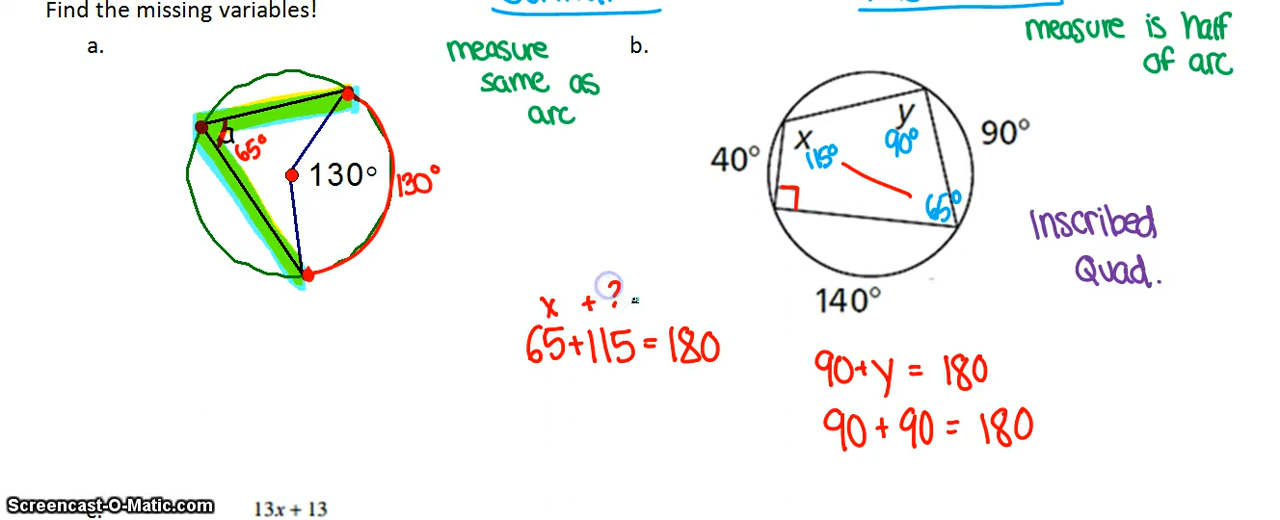 Find the missing variables!
a.
measure
same as
arc
b.
measure is half
of arc
a
65°
130°
130°
x
115°
y
90°
65°
40°
90°
140°
Inscribed
Quad.
x + ? =
65+115=180
90+y = 180
90+90=180
Screencast-O-Matic.com
13x + 13